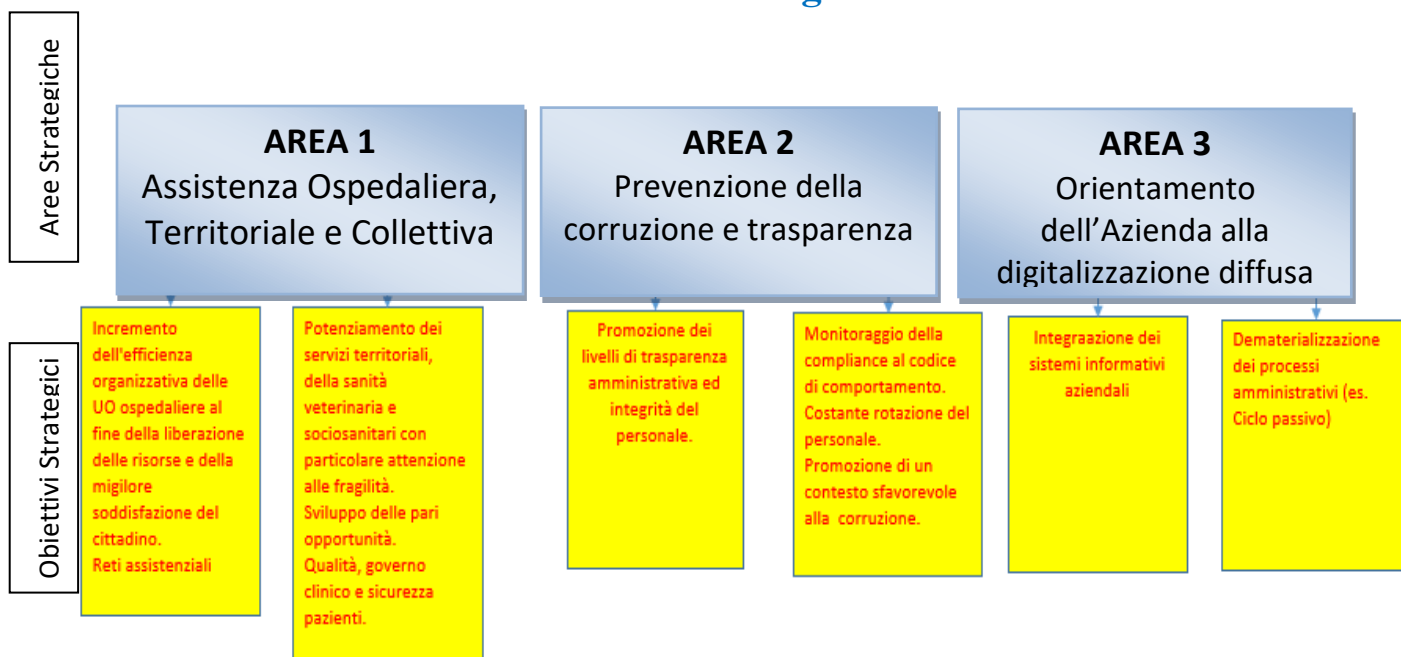 g
Aree Strategiche
AREA 1
Assistenza Ospedaliera,
Territoriale e Collettiva
AREA 2
Prevenzione della
corruzione e trasparenza
AREA 3
Orientamento
dell’Azienda alla
digitalizzazione diffusa
Obiettivi Strategici
Incremento
dell'efficienza
organizzativa delle
UO ospedaliere al
fine della liberazione
delle risorse e della
migilore
soddisfazione del
cittadino.
Reti assistenziali
Potenziamento dei
servizi territoriali,
della sanità
veterinaria e
sociosanitari con
particolare attenzione
alle fragilità.
Sviluppo delle pari
opportunità.
Qualità, governo
clinico e sicurezza
pazienti.
Promozione dei
livelli di trasparenza
amministrativa ed
integrità del
personale.
Monitoraggio della
compliance al codice
di comportamento.
Costante rotazione del
personale.
Promozione di un
contesto sfavorevole
alla corruzione.
Integraazione dei
sistemi informativi
aziendali
Dematerializzazione
dei processi
amministrativi (es.
Ciclo passivo)